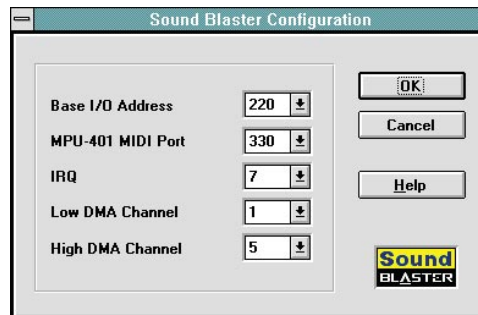 Sound Blaster Configuration
Base I/O Address 220
MPU-401 MIDI Port 330
IRQ 7
Low DMA Channel 1
High DMA Channel 5
OK
Cancel
Help
Sound
BLASTER